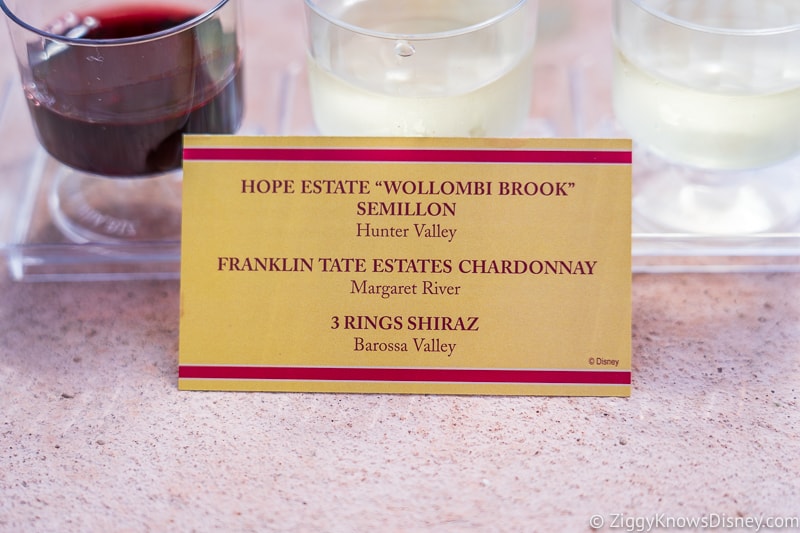 HOPE ESTATE “WOLLOMBI BROOK”
SEMILLON
Hunter Valley
FRANKLIN TATE ESTATES CHARDONNAY
Margaret River
3 RINGS SHIRAZ
Barossa Valley
© Disney
© ZiggyKnowsDisney.com